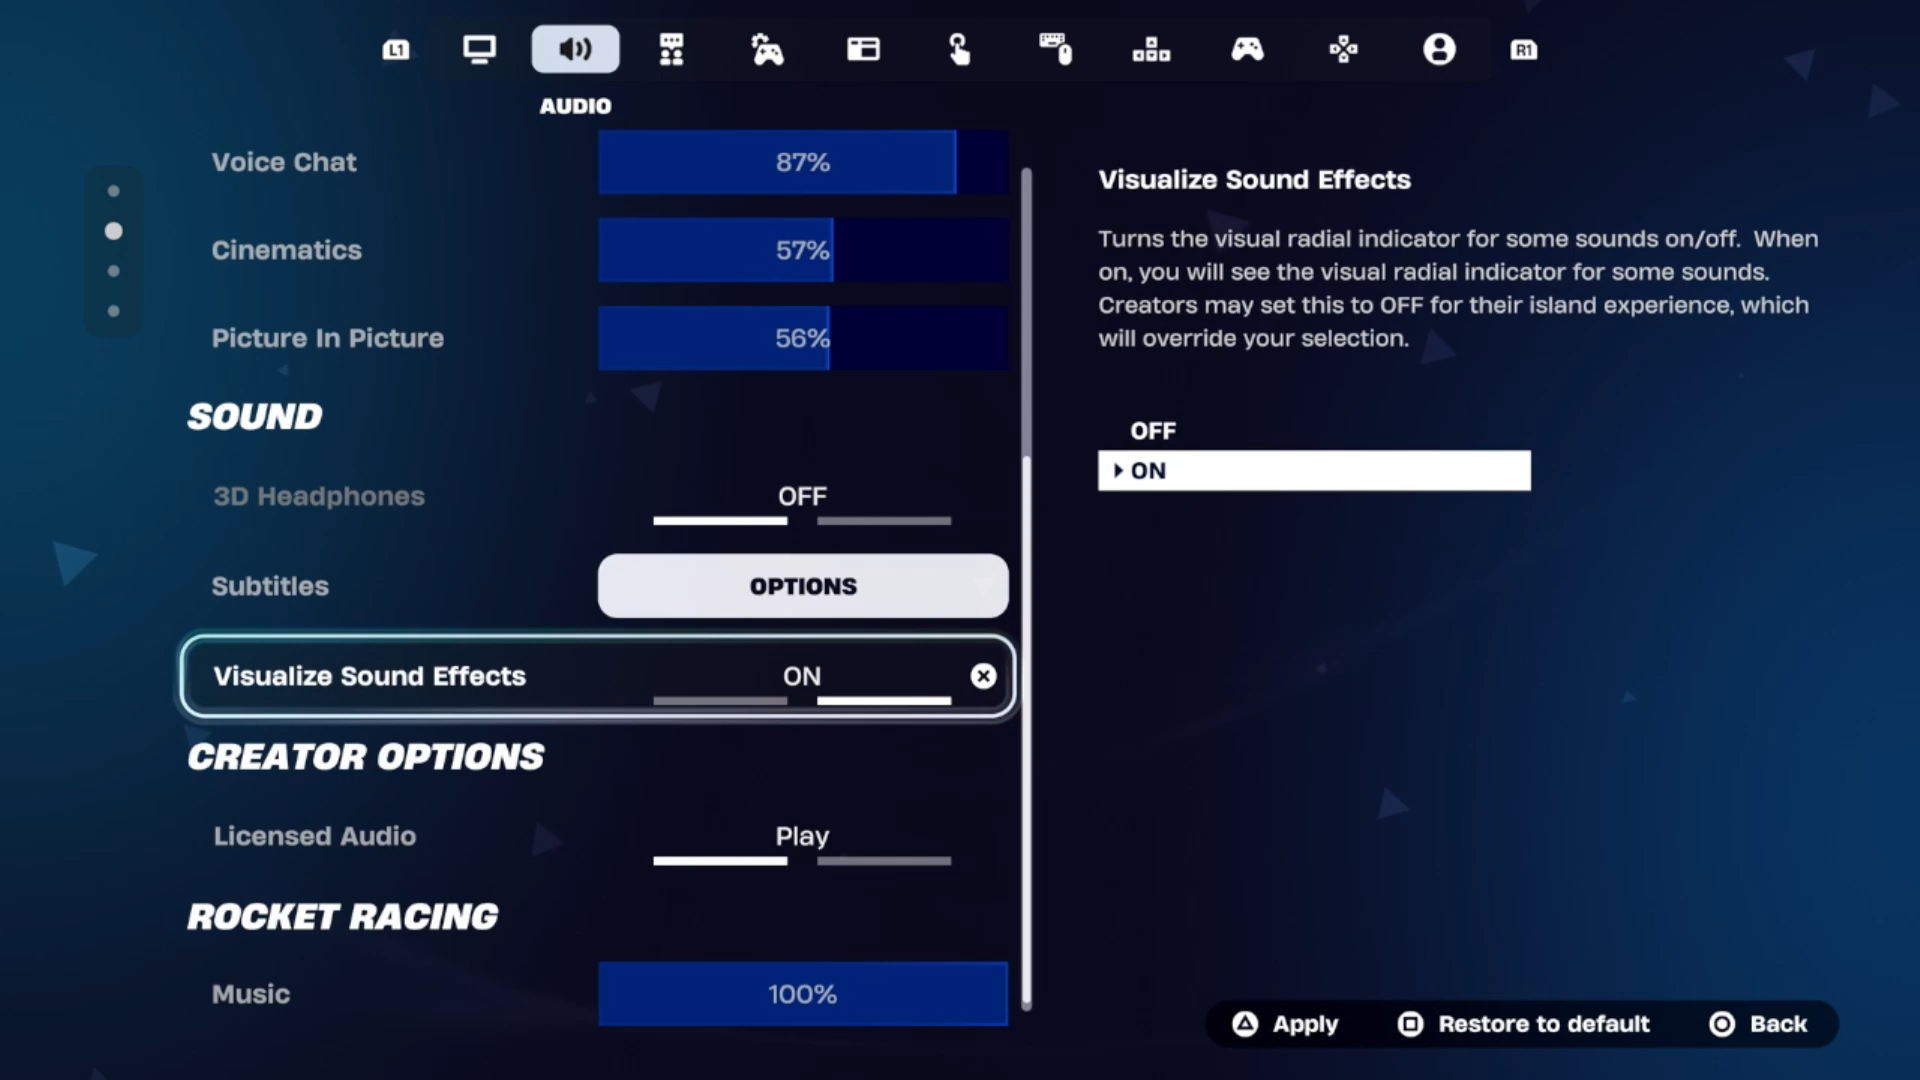 L1
R1
AUDIO
Voice Chat
87%
Cinematics
57%
Picture In Picture
56%
SOUND
3D Headphones
OFF
Subtitles
OPTIONS
Visualize Sound Effects
ON
CREATOR OPTIONS
Licensed Audio
Play
ROCKET RACING
Music
100%
Visualize Sound Effects
Turns the visual radial indicator for some sounds on/off.  When
on, you will see the visual radial indicator for some sounds.
Creators may set this to OFF for their island experience, which
will override your selection.
OFF
ON
Apply
Restore to default
Back